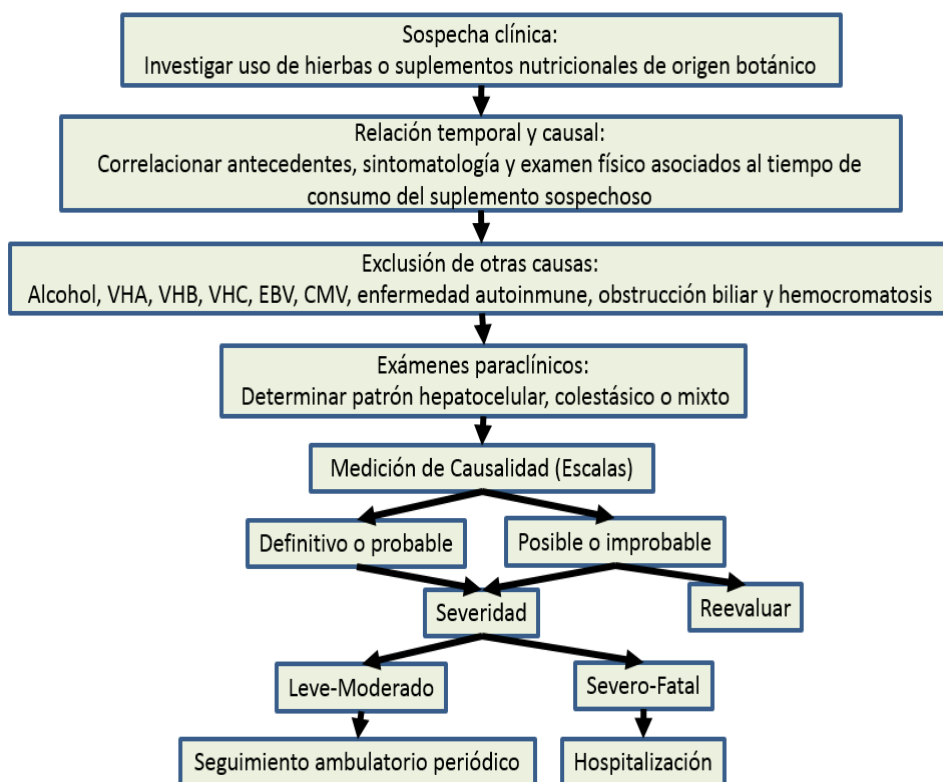 Sospecha clínica:
Investigar uso de hierbas o suplementos nutricionales de origen botánico
Relación temporal y causal:
Correlacionar antecedentes, sintomatología y examen físico asociados al tiempo de
consumo del suplemento sospechoso
Exclusión de otras causas:
Alcohol, VHA, VHB, VHC, EBV, CMV, enfermedad autoinmune, obstrucción biliar y hemocromatosis
Exámenes paraclínicos:
Determinar patrón hepatocelular, colestásico o mixto
Medición de Causalidad (Escalas)
Definitivo o probable
Posible o improbable
Reevaluar
Severidad
Leve-Moderado
Severo-Fatal
Seguimiento ambulatorio periódico
Hospitalización